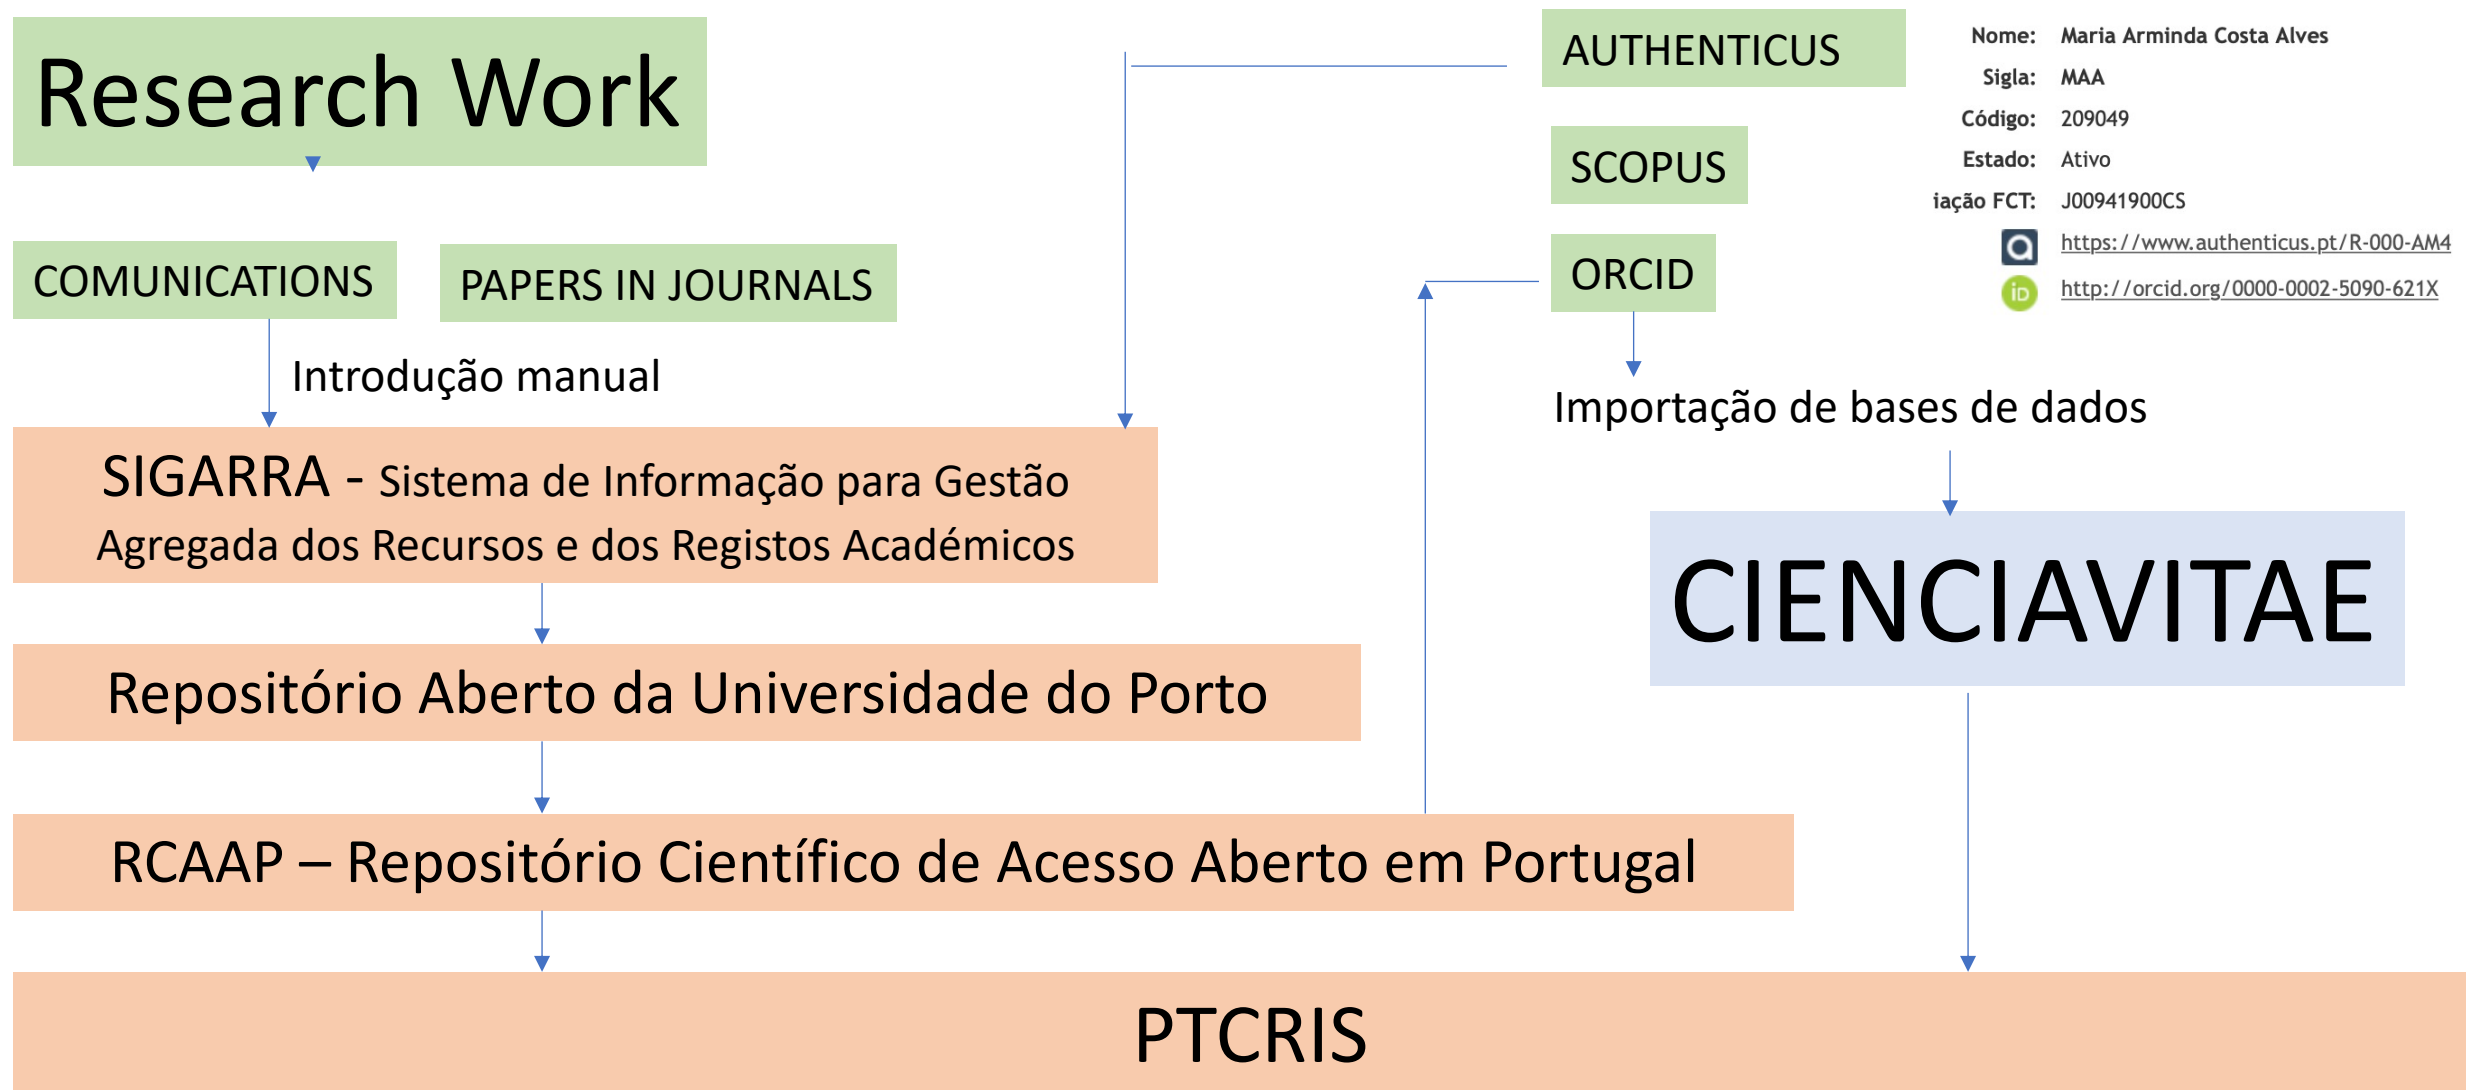 Research Work
COMUNICATIONS
PAPERS IN JOURNALS
Introdução manual
SIGARRA - Sistema de Informação para Gestão
Agregada dos Recursos e dos Registos Académicos
Repositório Aberto da Universidade do Porto
RCAAP – Repositório Científico de Acesso Aberto em Portugal
PTCRIS
AUTHENTICUS
SCOPUS
ORCID
Importação de bases de dados
CIENCIAVITAE
Nome: Maria Arminda Costa Alves
Sigla: MAA
Código: 209049
Estado: Ativo
iação FCT: J00941900CS
https://www.authenticus.pt/R-000-AM4
iD http://orcid.org/0000-0002-5090-621X